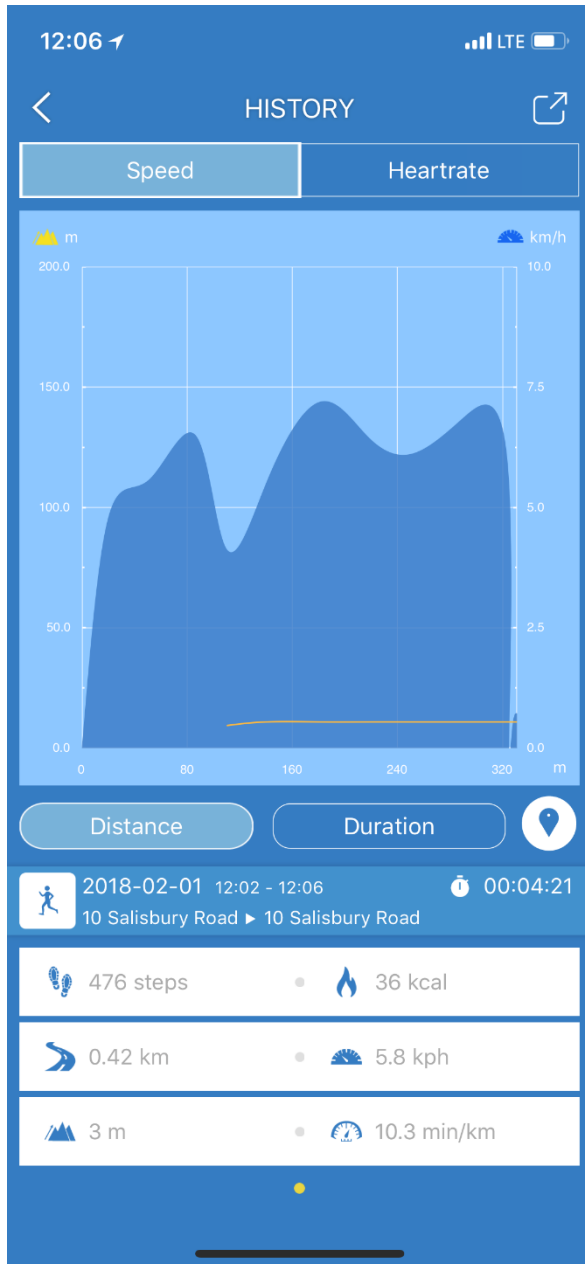 12:06 LTE
HISTORY
Speed Heartrate
m km/h
200.0 10.0
150.0 7.5
100.0 5.0
50.0 2.5
0.0 0.0
0 80 160 240 320 m
Distance Duration
2018-02-01 12:02 - 12:06 00:04:21
10 Salisbury Road ▸ 10 Salisbury Road
476 steps 36 kcal
0.42 km 5.8 kph
3 m 10.3 min/km